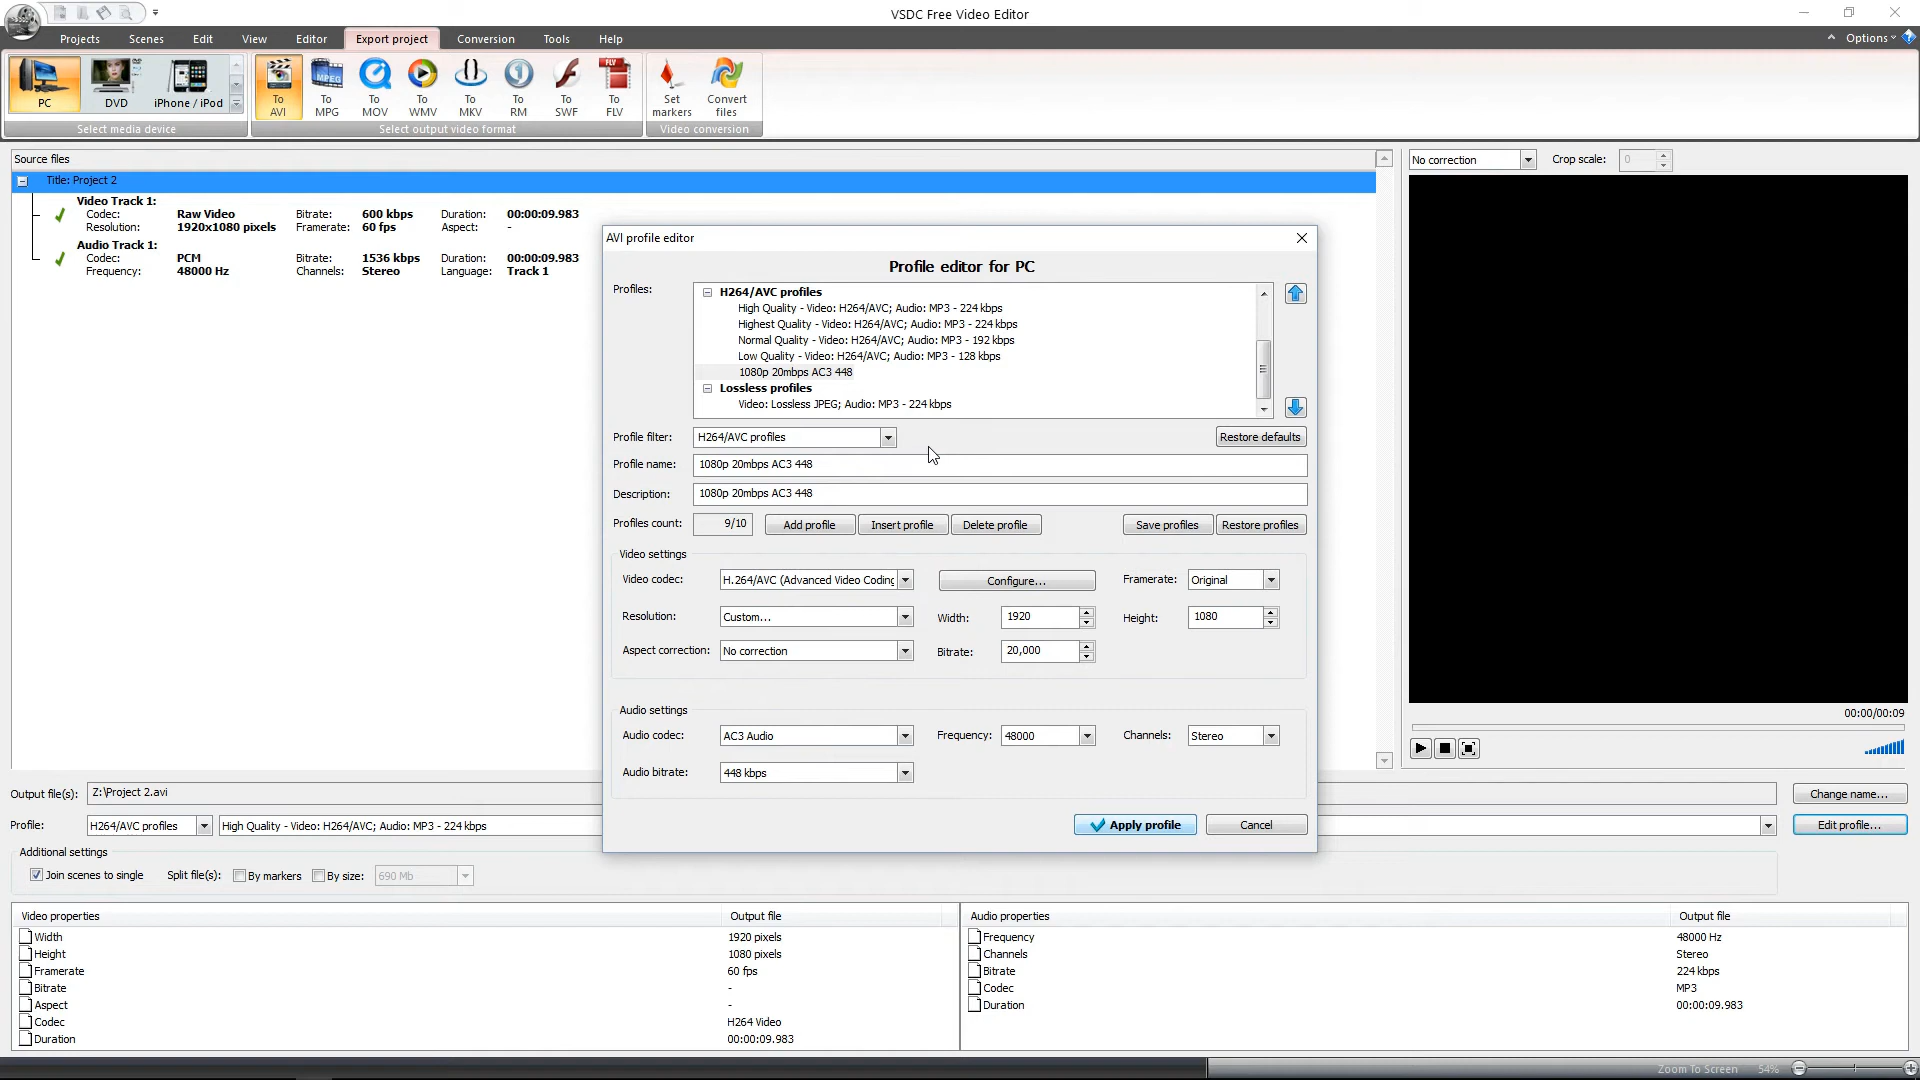 VSDC Free Video Editor
Projects Scenes Edit View Editor Export project Conversion Tools Help Options
PC DVD iPhone / iPod To AVI To MPG To MOV To WMV To MKV To RM To SWF To FLV Set markers Convert files
Select media device Select output video format Video conversion
Source files
No correction Crop scale: 0
Title: Project 2
Video Track 1:
Codec: Raw Video Bitrate: 600 kbps Duration: 00:00:09.983
Resolution: 1920x1080 pixels Framerate: 60 fps Aspect: -
Audio Track 1:
Codec: PCM Bitrate: 1536 kbps Duration: 00:00:09.983
Frequency: 48000 Hz Channels: Stereo Language: Track 1
AVI profile editor
Profile editor for PC
Profiles:
H264/AVC profiles
High Quality - Video: H264/AVC; Audio: MP3 - 224 kbps
Highest Quality - Video: H264/AVC; Audio: MP3 - 224 kbps
Normal Quality - Video: H264/AVC; Audio: MP3 - 192 kbps
Low Quality - Video: H264/AVC; Audio: MP3 - 128 kbps
1080p 20mbps AC3 448
Lossless profiles
Video: Lossless JPEG; Audio: MP3 - 224 kbps
Profile filter: H264/AVC profiles Restore defaults
Profile name: 1080p 20mbps AC3 448
Description: 1080p 20mbps AC3 448
Profiles count: 9/10 Add profile Insert profile Delete profile Save profiles Restore profiles
Video settings
Video codec: H.264/AVC (Advanced Video Coding Configure... Framerate: Original
Resolution: Custom... Width: 1920 Height: 1080
Aspect correction: No correction Bitrate: 20,000
Audio settings
Audio codec: AC3 Audio Frequency: 48000 Channels: Stereo
Audio bitrate: 448 kbps
Apply profile Cancel
00:00/00:09
Output file(s): Z:\Project 2.avi Change name...
Profile: H264/AVC profiles High Quality - Video: H264/AVC; Audio: MP3 - 224 kbps Edit profile...
Additional settings
Join scenes to single Split file(s): By markers By size: 690 Mb
Video properties Output file
Width 1920 pixels
Height 1080 pixels
Framerate 60 fps
Bitrate -
Aspect -
Codec H264 Video
Duration 00:00:09.983
Audio properties Output file
Frequency 48000 Hz
Channels Stereo
Bitrate 224 kbps
Codec MP3
Duration 00:00:09.983
Zoom To Screen 54%